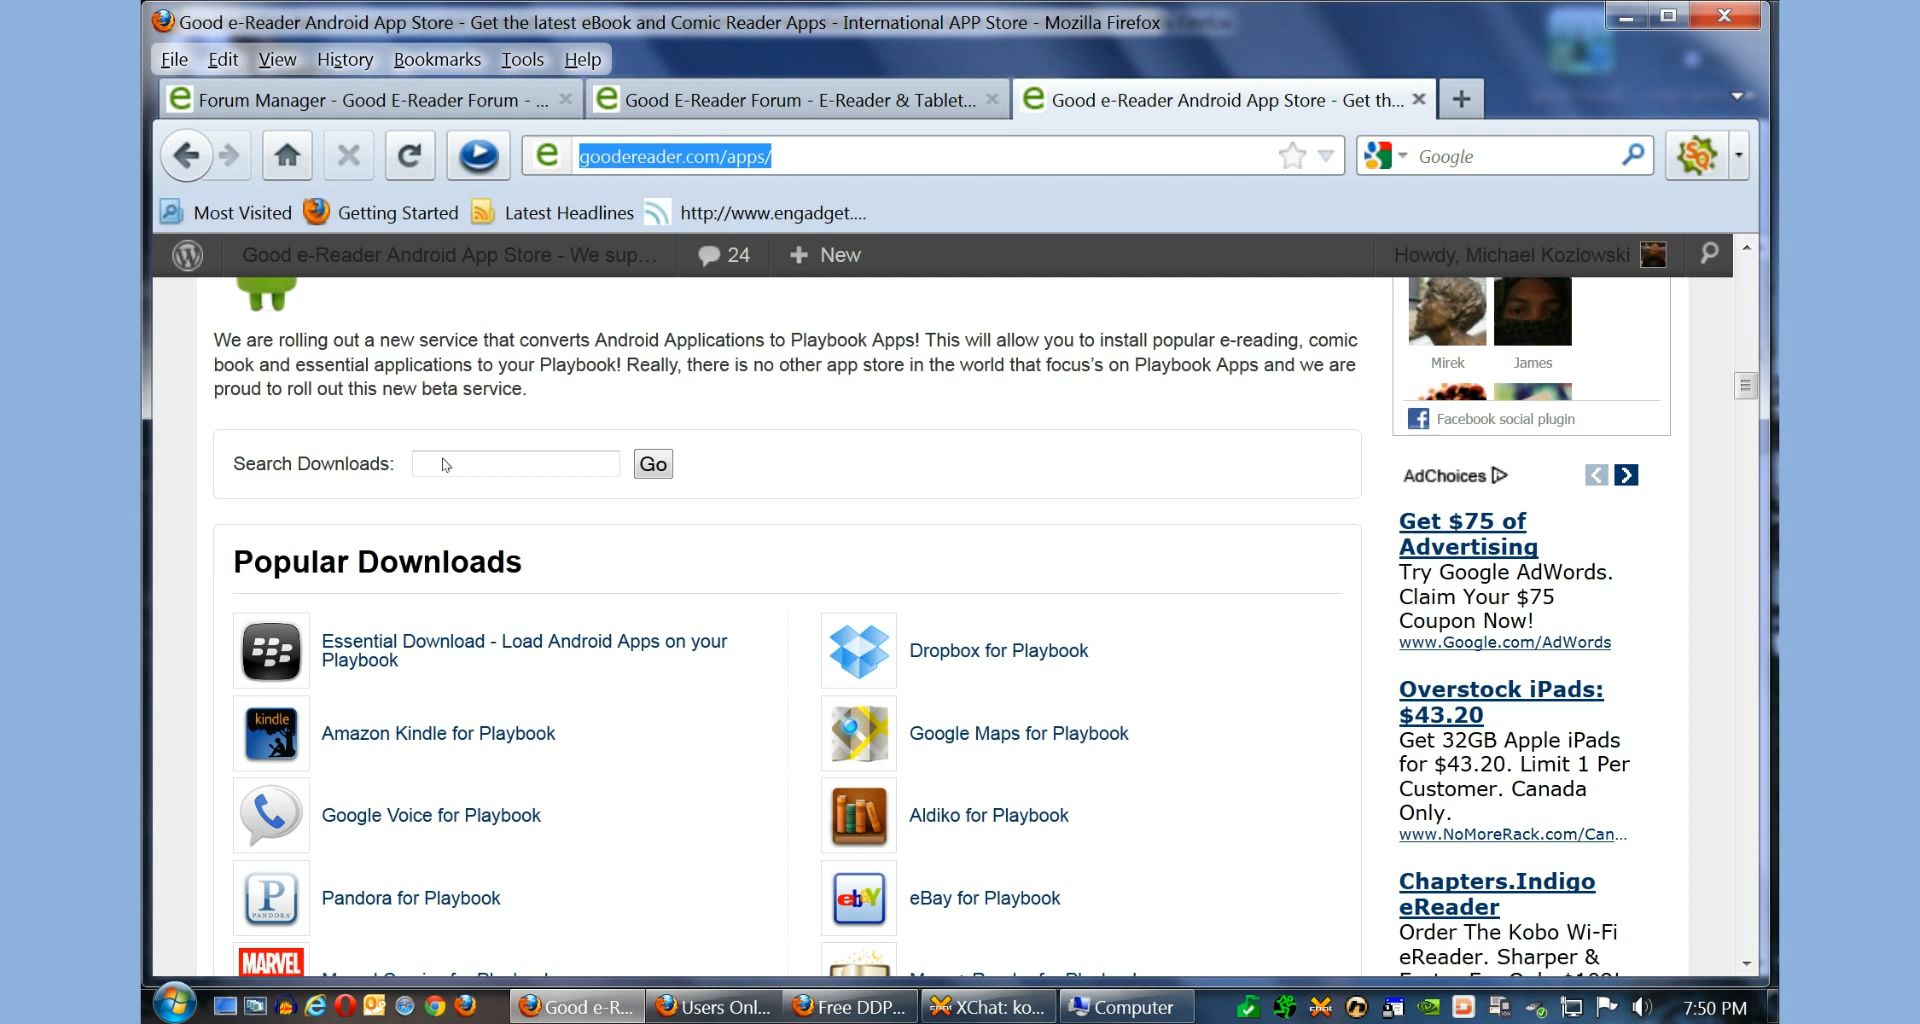 Good e-Reader Android App Store - Get the latest eBook and Comic Reader Apps - International APP Store - Mozilla Firefox
File Edit View History Bookmarks Tools Help
Forum Manager - Good E-Reader Forum - ...
Good E-Reader Forum - E-Reader & Tablet...
Good e-Reader Android App Store - Get th...
goodereader.com/apps/
Google
Most Visited Getting Started Latest Headlines http://www.engadget....
Good e-Reader Android App Store - We sup... 24 New Howdy, Michael Kozlowski
We are rolling out a new service that converts Android Applications to Playbook Apps! This will allow you to install popular e-reading, comic
book and essential applications to your Playbook! Really, there is no other app store in the world that focus's on Playbook Apps and we are
proud to roll out this new beta service.
Search Downloads: Go
Popular Downloads
Essential Download - Load Android Apps on your
Playbook
Dropbox for Playbook
kindle
Amazon Kindle for Playbook
Google Maps for Playbook
Google Voice for Playbook
Aldiko for Playbook
P
PANDORA
Pandora for Playbook
ebY
eBay for Playbook
MARVEL
Mirek James
Facebook social plugin
AdChoices
Get $75 of
Advertising
Try Google AdWords.
Claim Your $75
Coupon Now!
www.Google.com/AdWords
Overstock iPads:
$43.20
Get 32GB Apple iPads
for $43.20. Limit 1 Per
Customer. Canada
Only.
www.NoMoreRack.com/Can...
Chapters.Indigo
eReader
Order The Kobo Wi-Fi
eReader. Sharper &
Good e-R... Users Onl... Free DDP... XChat: ko... Computer 7:50 PM